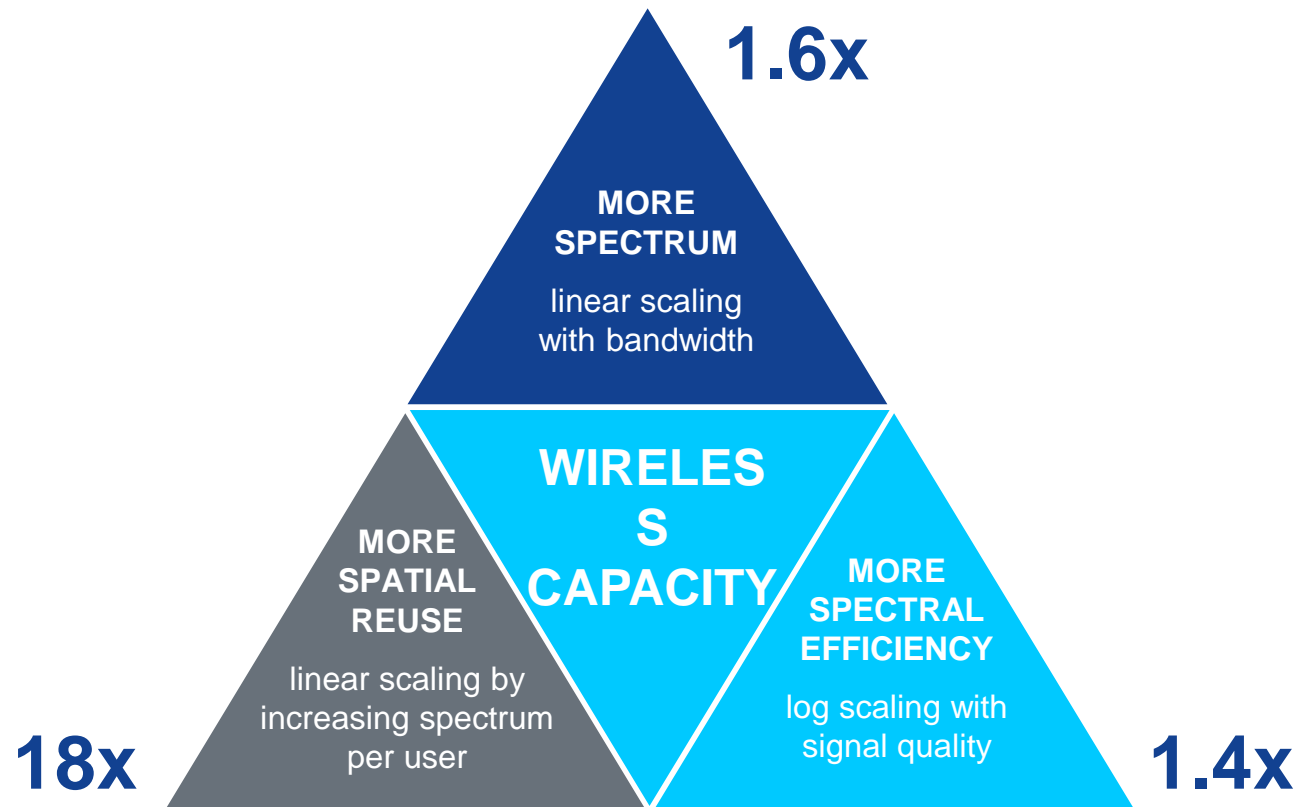 1.6x
MORE
SPECTRUM
linear scaling
with bandwidth
WIRELES
S
CAPACITY
MORE
SPATIAL
REUSE
linear scaling by
increasing spectrum
per user
MORE
SPECTRAL
EFFICIENCY
log scaling with
signal quality
18x
1.4x